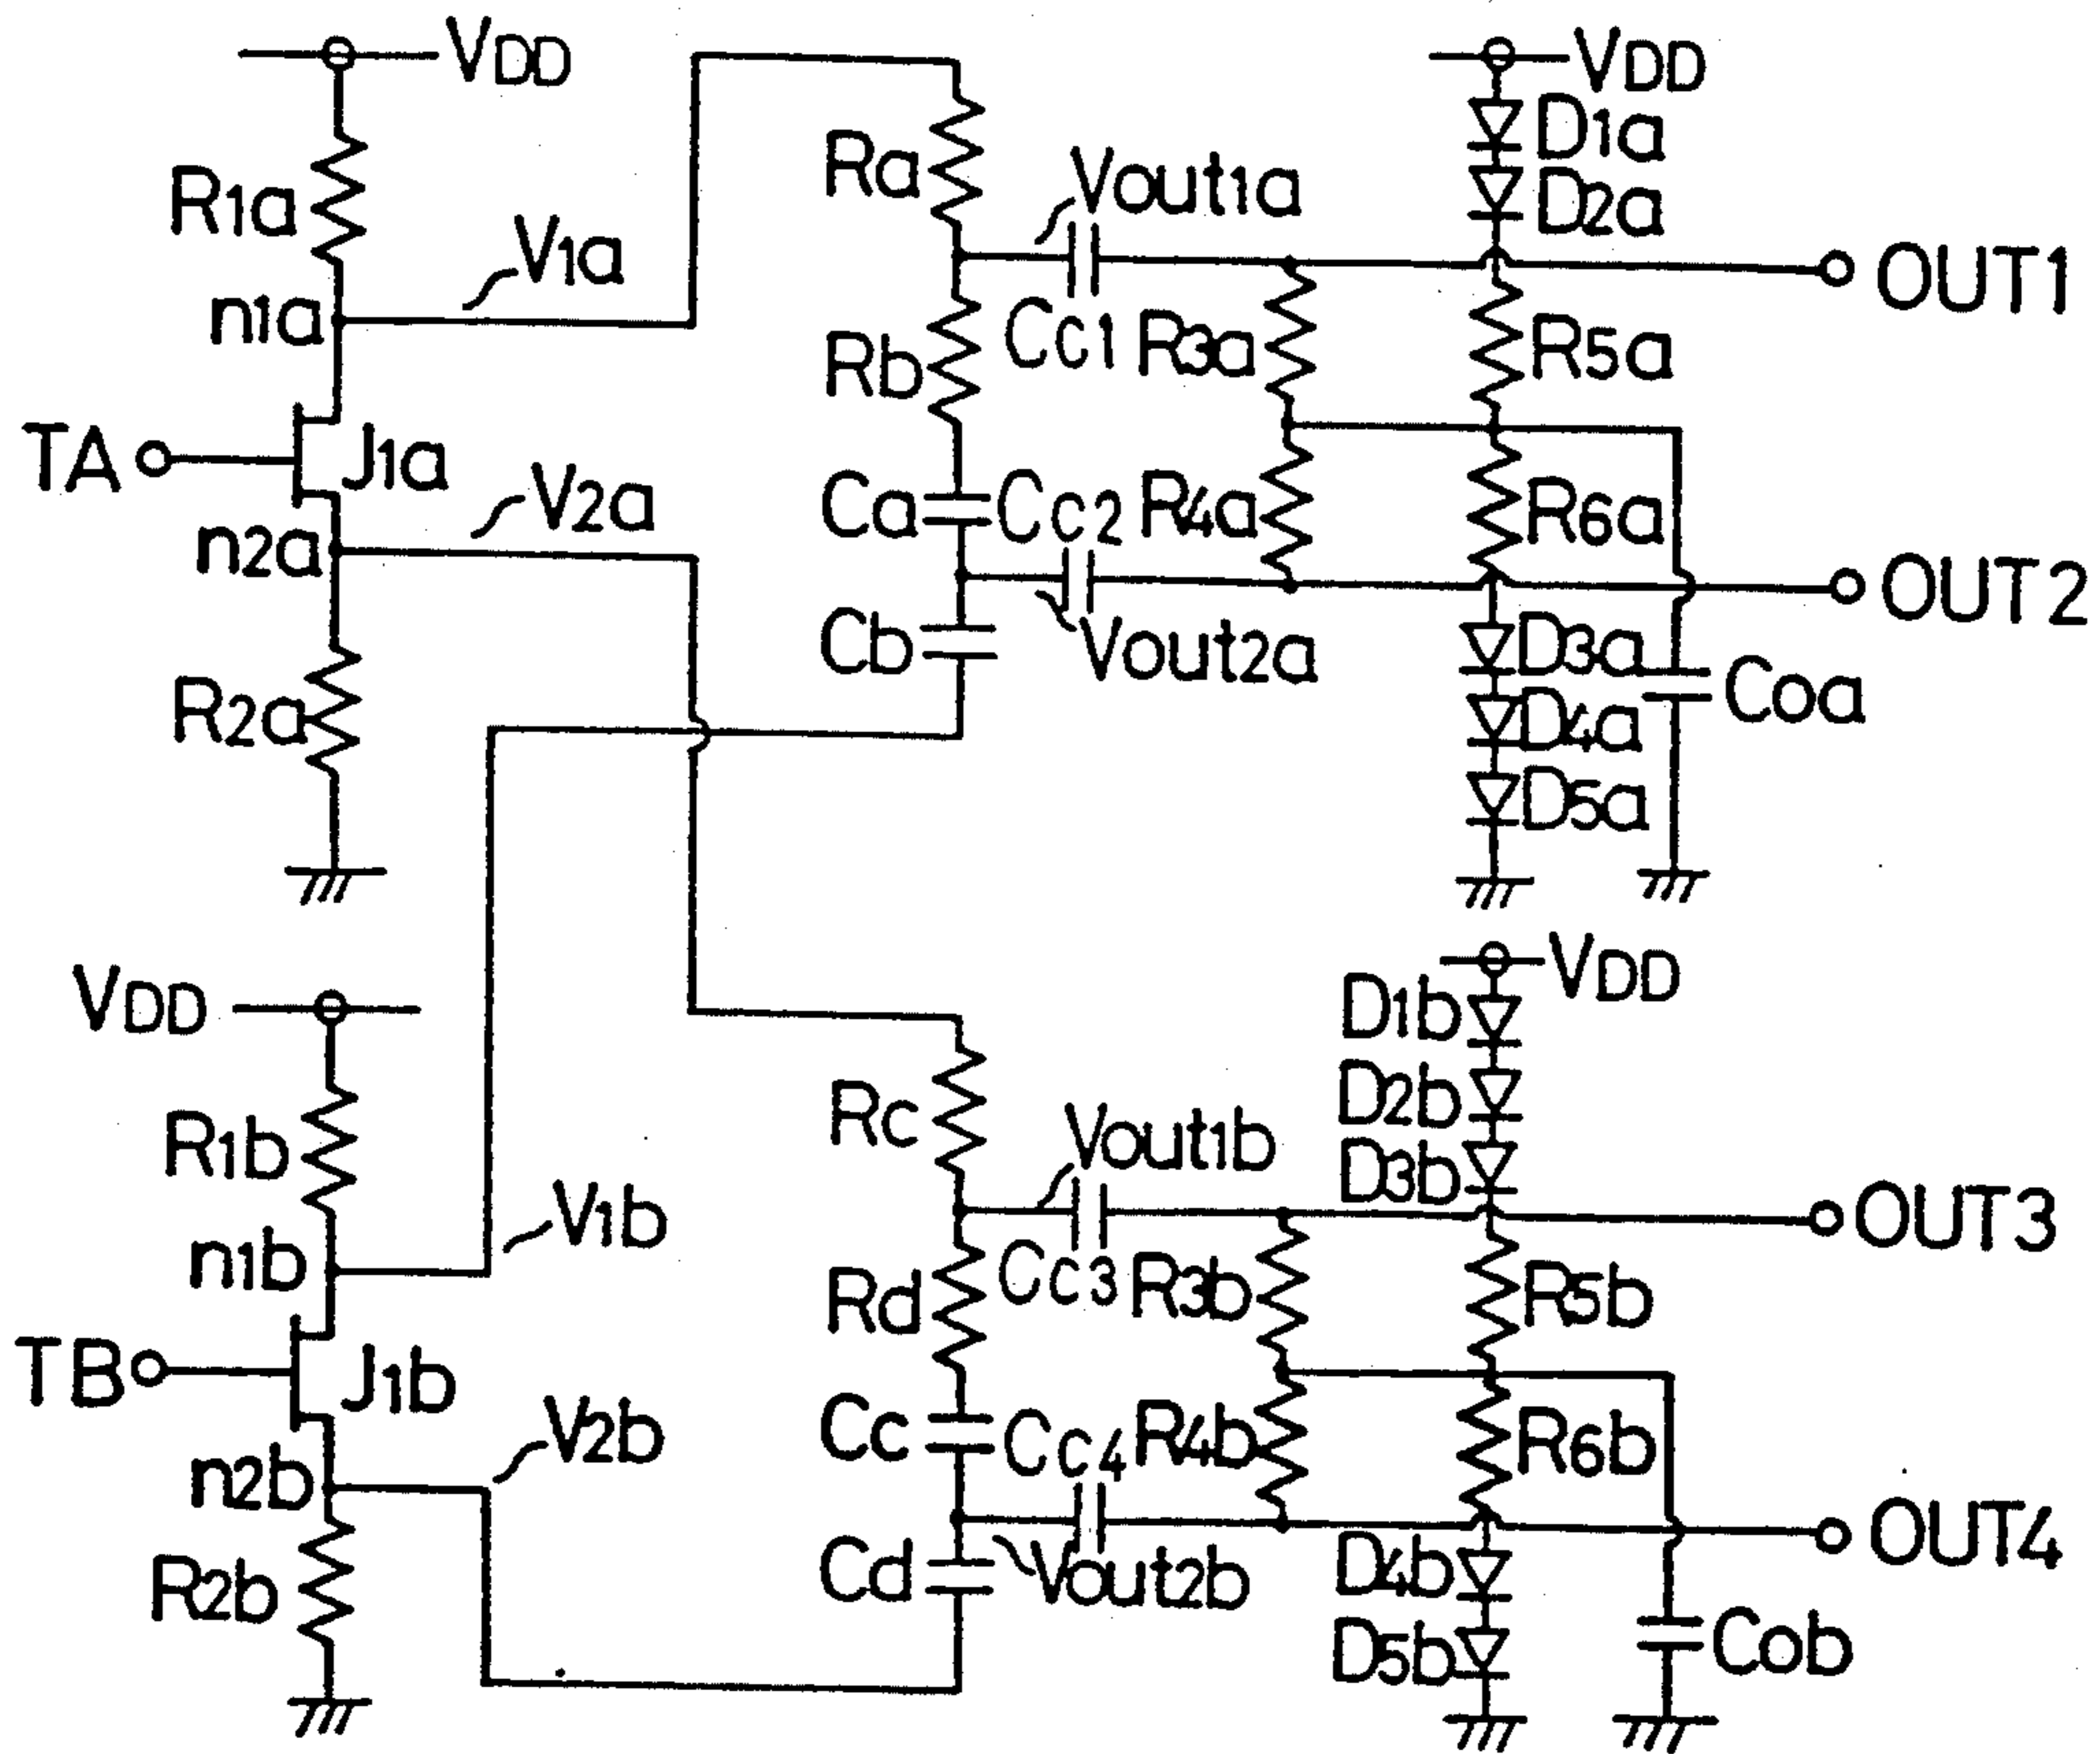 VDD
VDD
R1a
V1a
n1a
TA
J1a
V2a
n2a
R2a
Ra
Vout1a
D1a
D2a
OUT1
Rb
Cc1
R3a
R5a
Ca
Cc2
R4a
R6a
OUT2
Cb
Vout2a
D3a
D4a
D5a
Coa
VDD
R1b
V1b
n1b
TB
J1b
V2b
n2b
R2b
VDD
D1b
D2b
D3b
Rc
Vout1b
OUT3
Rd
Cc3
R3b
R5b
Cc
Cc4
R4b
R6b
OUT4
Cd
Vout2b
D4b
D5b
Cob